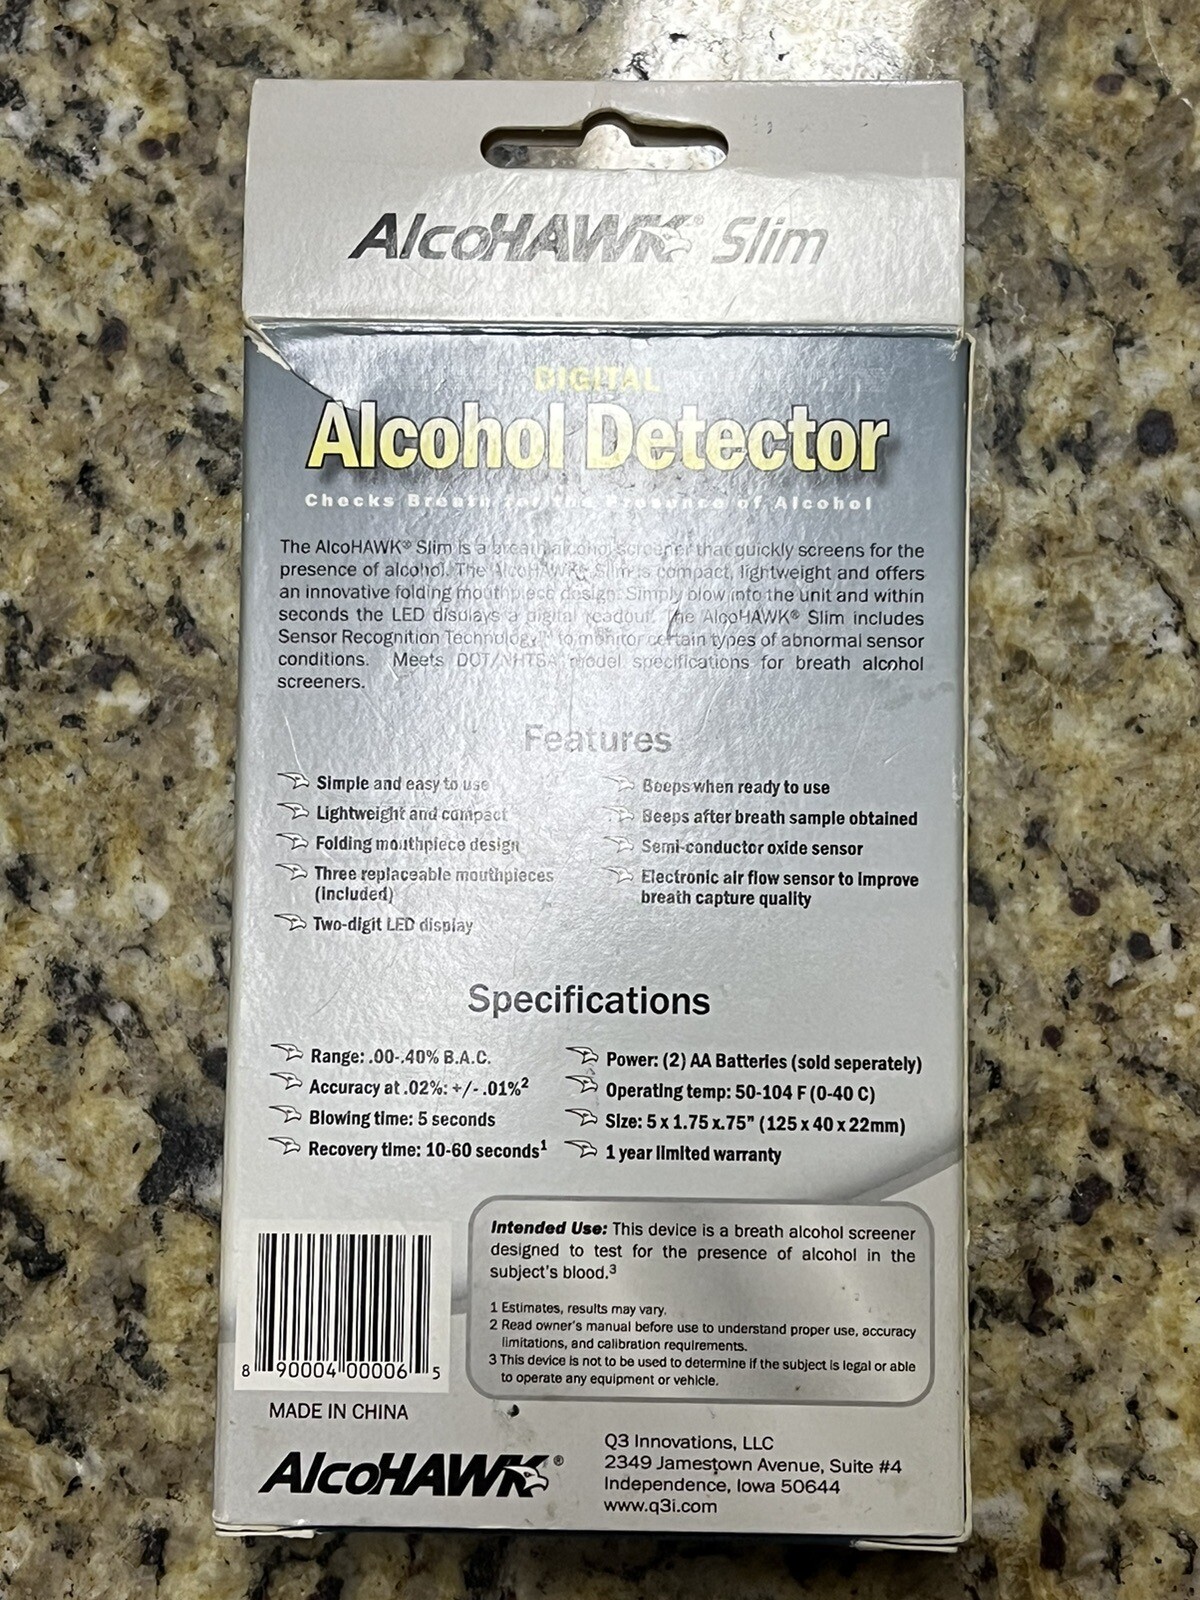 AlcoHAWK® Slim
DIGITAL
Alcohol Detector
Checks Breath for the Presence of Alcohol
The AlcoHAWK® Slim is a breath alcohol screener that quickly screens for the
presence of alcohol. The AlcoHAWK® Slim is compact, lightweight and offers
an innovative folding mouthpiece design. Simply blow into the unit and within
seconds the LED displays a digital readout. The AlcoHAWK® Slim includes
Sensor Recognition Technology™ to monitor certain types of abnormal sensor
conditions. Meets DOT/NHTSA model specifications for breath alcohol
screeners.
Features
Simple and easy to use
Lightweight and compact
Folding mouthpiece design
Three replaceable mouthpieces
(included)
Two-digit LED display
Beeps when ready to use
Beeps after breath sample obtained
Semi-conductor oxide sensor
Electronic air flow sensor to improve
breath capture quality
Specifications
Range: .00-.40% B.A.C.
Accuracy at .02%: +/- .01%²
Blowing time: 5 seconds
Recovery time: 10-60 seconds¹
Power: (2) AA Batteries (sold seperately)
Operating temp: 50-104 F (0-40 C)
Size: 5 x 1.75 x.75" (125 x 40 x 22mm)
1 year limited warranty
Intended Use: This device is a breath alcohol screener
designed to test for the presence of alcohol in the
subject's blood.³
1 Estimates, results may vary.
2 Read owner's manual before use to understand proper use, accuracy
limitations, and calibration requirements.
3 This device is not to be used to determine if the subject is legal or able
to operate any equipment or vehicle.
8 90004 00006 5
MADE IN CHINA
AlcoHAWK®
Q3 Innovations, LLC
2349 Jamestown Avenue, Suite #4
Independence, Iowa 50644
www.q3i.com